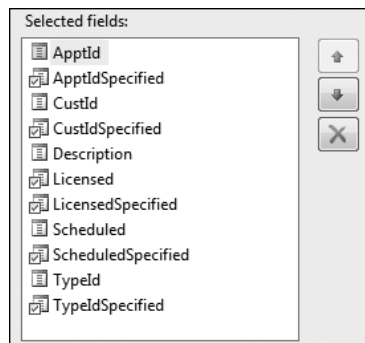 Selected fields:
ApptId
ApptIdSpecified
CustId
CustIdSpecified
Description
Licensed
LicensedSpecified
Scheduled
ScheduledSpecified
TypeId
TypeIdSpecified